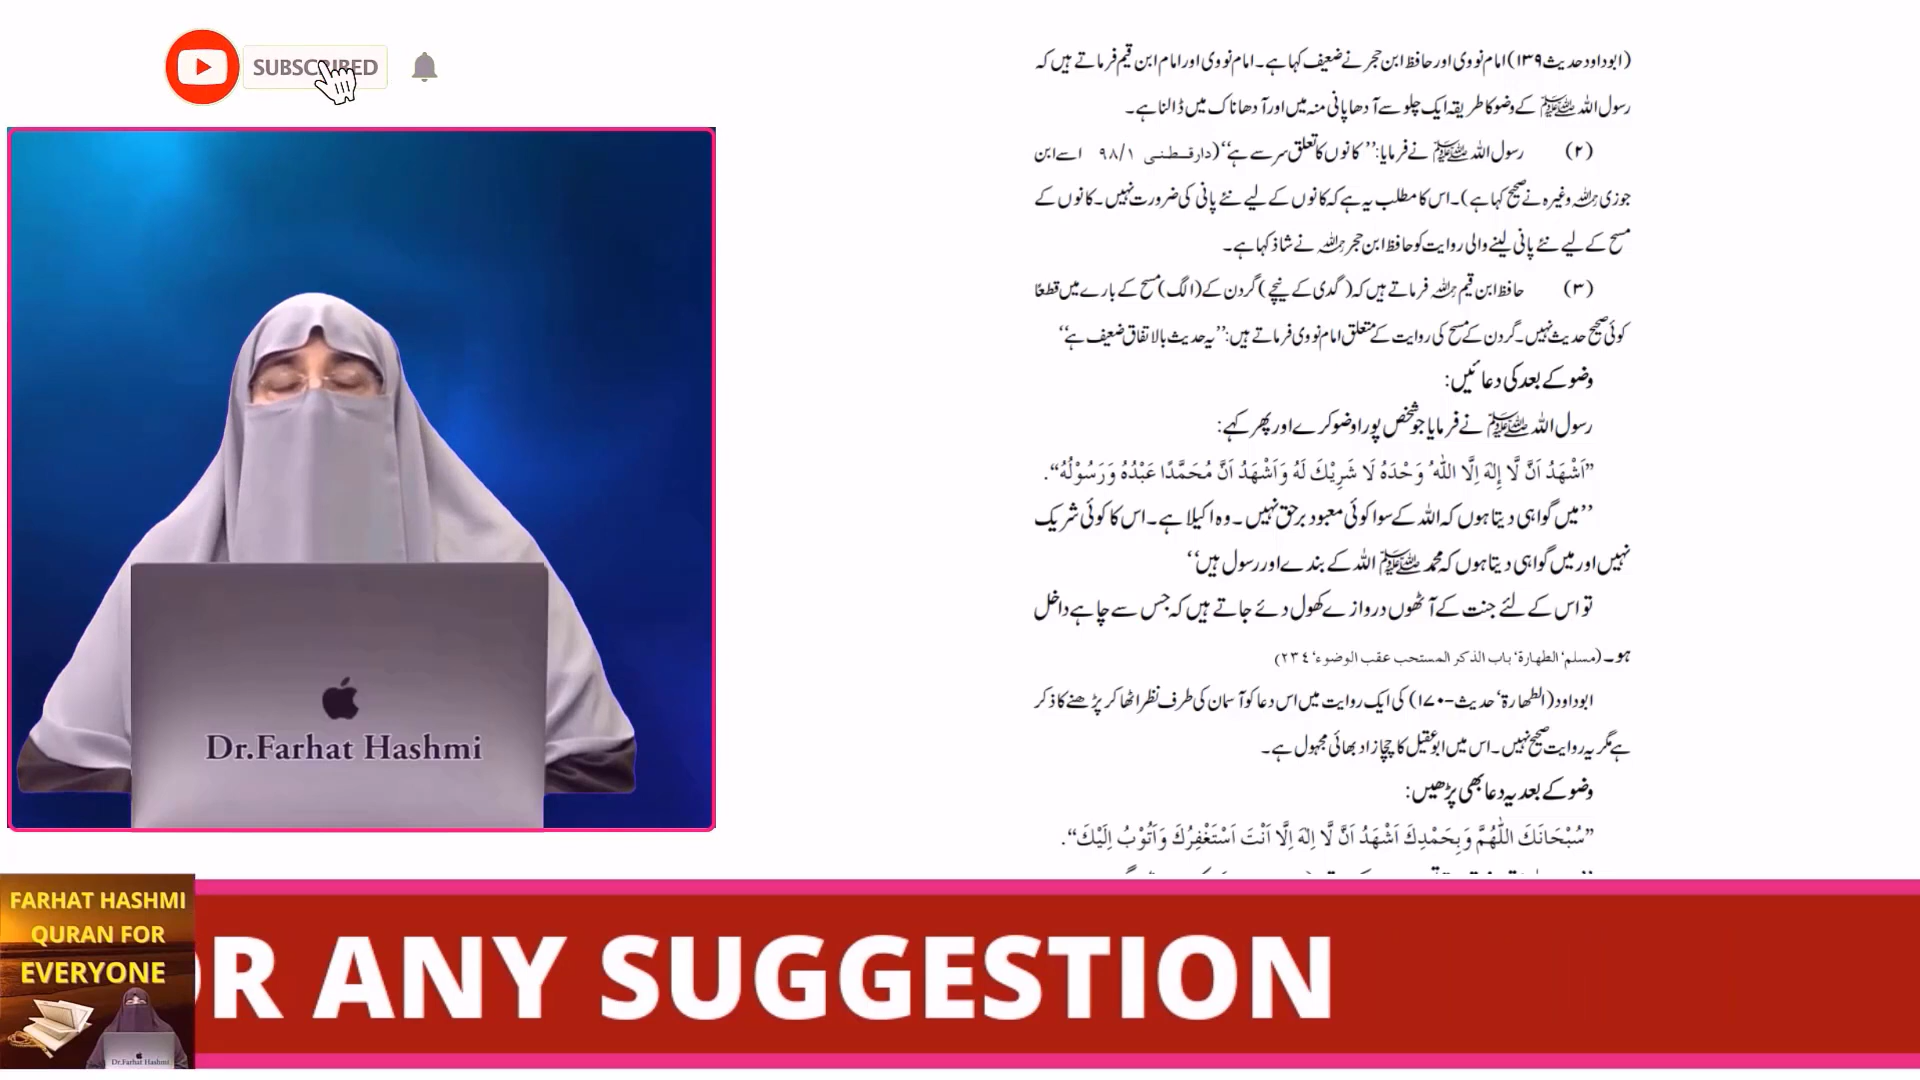 SUBSCRIBED
(ابوداود حدیث ۱۳۹) امام نووی اور حافظ ابن حجر نے ضعیف کہا ہے۔ امام نووی اور امام ابن قیم فرماتے ہیں کہ
رسول اللہ ﷺ کے وضو کا طریقہ ایک چلو سے آدھا پانی منہ میں اور آدھا ناک میں ڈالنا ہے۔
(۲) رسول اللہ ﷺ نے فرمایا: ’’کانوں کا تعلق سر سے ہے‘‘ (دارقطنی ۹۸/۱ اسے ابن
جوزی رحمہ اللہ وغیرہ نے صحیح کہا ہے)۔ اس کا مطلب یہ ہے کہ کانوں کے لیے نئے پانی کی ضرورت نہیں۔ کانوں کے
مسح کے لیے نئے پانی لینے والی روایت کو حافظ ابن حجر رحمہ اللہ نے شاذ کہا ہے۔
(۳) حافظ ابن قیم رحمہ اللہ فرماتے ہیں کہ (گدی کے نیچے) گردن کے (الگ) مسح کے بارے میں قطعًا
کوئی صحیح حدیث نہیں۔ گردن کے مسح کی روایت کے متعلق امام نووی فرماتے ہیں: ’’یہ حدیث بالاتفاق ضعیف ہے‘‘
وضو کے بعد کی دعائیں:
رسول اللہ ﷺ نے فرمایا جو شخص پورا وضو کرے اور پھر کہے:
”اَشْهَدُ اَنَّ لَّا إِلٰهَ اِلَّا اللّٰهُ وَحْدَهُ لَا شَرِيْكَ لَهُ وَاَشْهَدُ اَنَّ مُحَمَّدًا عَبْدُهُ وَرَسُوْلُهُ“.
’’میں گواہی دیتا ہوں کہ اللہ کے سوا کوئی معبود برحق نہیں۔ وہ اکیلا ہے۔ اس کا کوئی شریک
نہیں اور میں گواہی دیتا ہوں کہ محمد ﷺ اللہ کے بندے اور رسول ہیں‘‘
تو اس کے لئے جنت کے آٹھوں دروازے کھول دئے جاتے ہیں کہ جس سے چاہے داخل
ہو۔ (مسلم‘ الطهارة‘ باب الذكر المستحب عقب الوضوء‘ ٢٣٤)
ابوداود (الطهارة‘ حدیث-۱۷۰) کی ایک روایت میں اس دعا کو آسمان کی طرف نظر اٹھا کر پڑھنے کا ذکر
ہے مگر یہ روایت صحیح نہیں۔ اس میں ابوعقیل کا چچازاد بھائی مجہول ہے۔
وضو کے بعد یہ دعا بھی پڑھیں:
”سُبْحَانَكَ اللّٰهُمَّ وَبِحَمْدِكَ اَشْهَدُ اَنَّ لَّا اِلٰهَ اِلَّا اَنْتَ اَسْتَغْفِرُكَ وَاَتُوْبُ اِلَيْكَ“.
Dr.Farhat Hashmi
FARHAT HASHMI
QURAN FOR
EVERYONE
Dr.Farhat Hashmi
OR ANY SUGGESTION